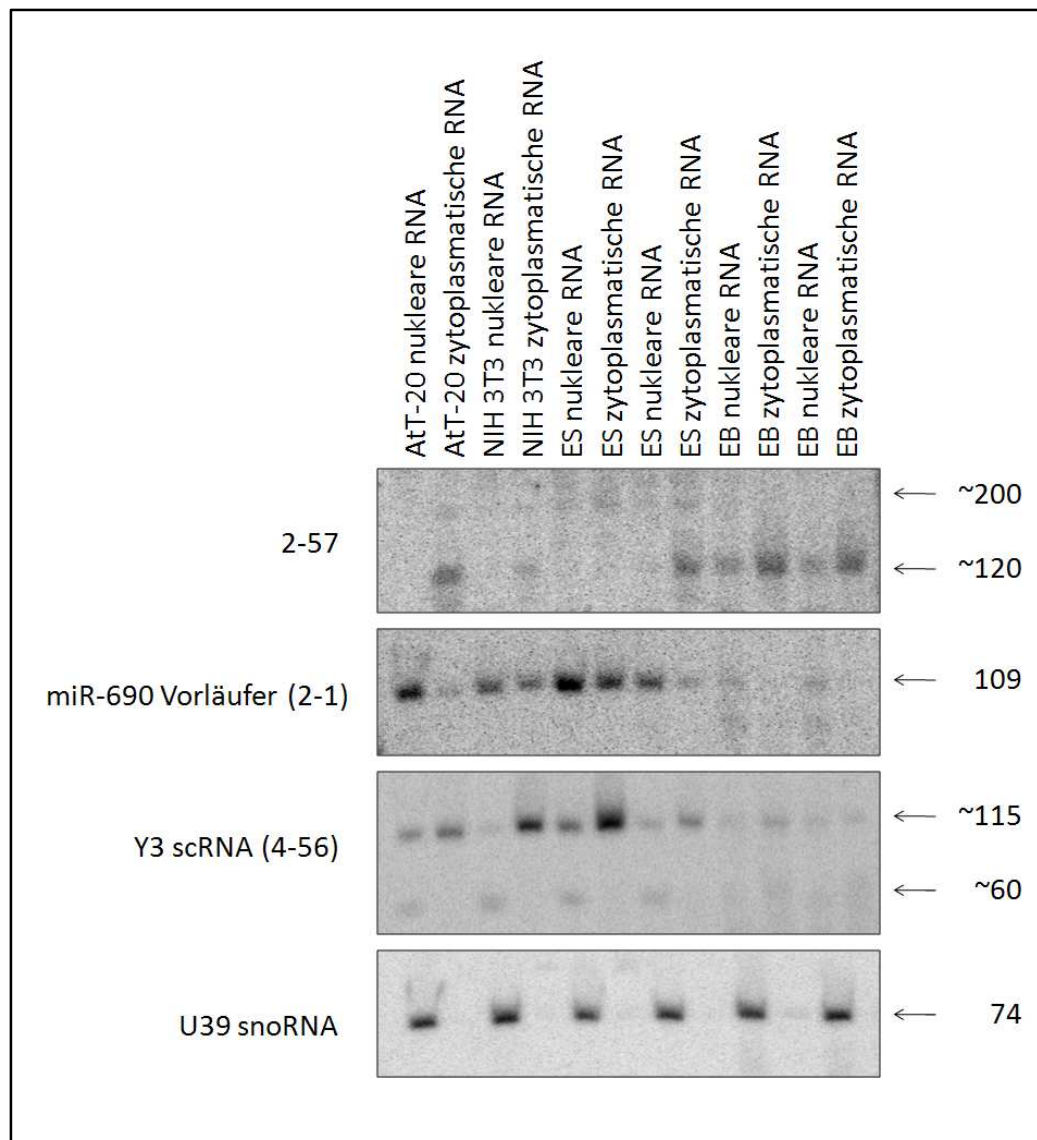 AtT-20 nukleare RNA
AtT-20 zytoplasmatische RNA
NIH 3T3 nukleare RNA
NIH 3T3 zytoplasmatische RNA
ES nukleare RNA
ES zytoplasmatische RNA
ES nukleare RNA
ES zytoplasmatische RNA
EB nukleare RNA
EB zytoplasmatische RNA
EB nukleare RNA
EB zytoplasmatische RNA
2-57
~200
~120
miR-690 Vorläufer (2-1)
109
Y3 scRNA (4-56)
~115
~60
U39 snoRNA
74